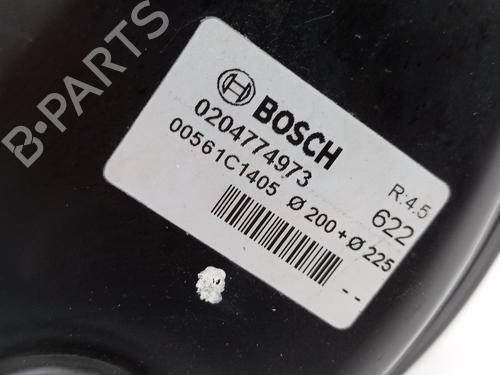 B-PARTS
BOSCH
0204774973
00561C1405 Ø 200 + Ø 225
R:4.5
622
--